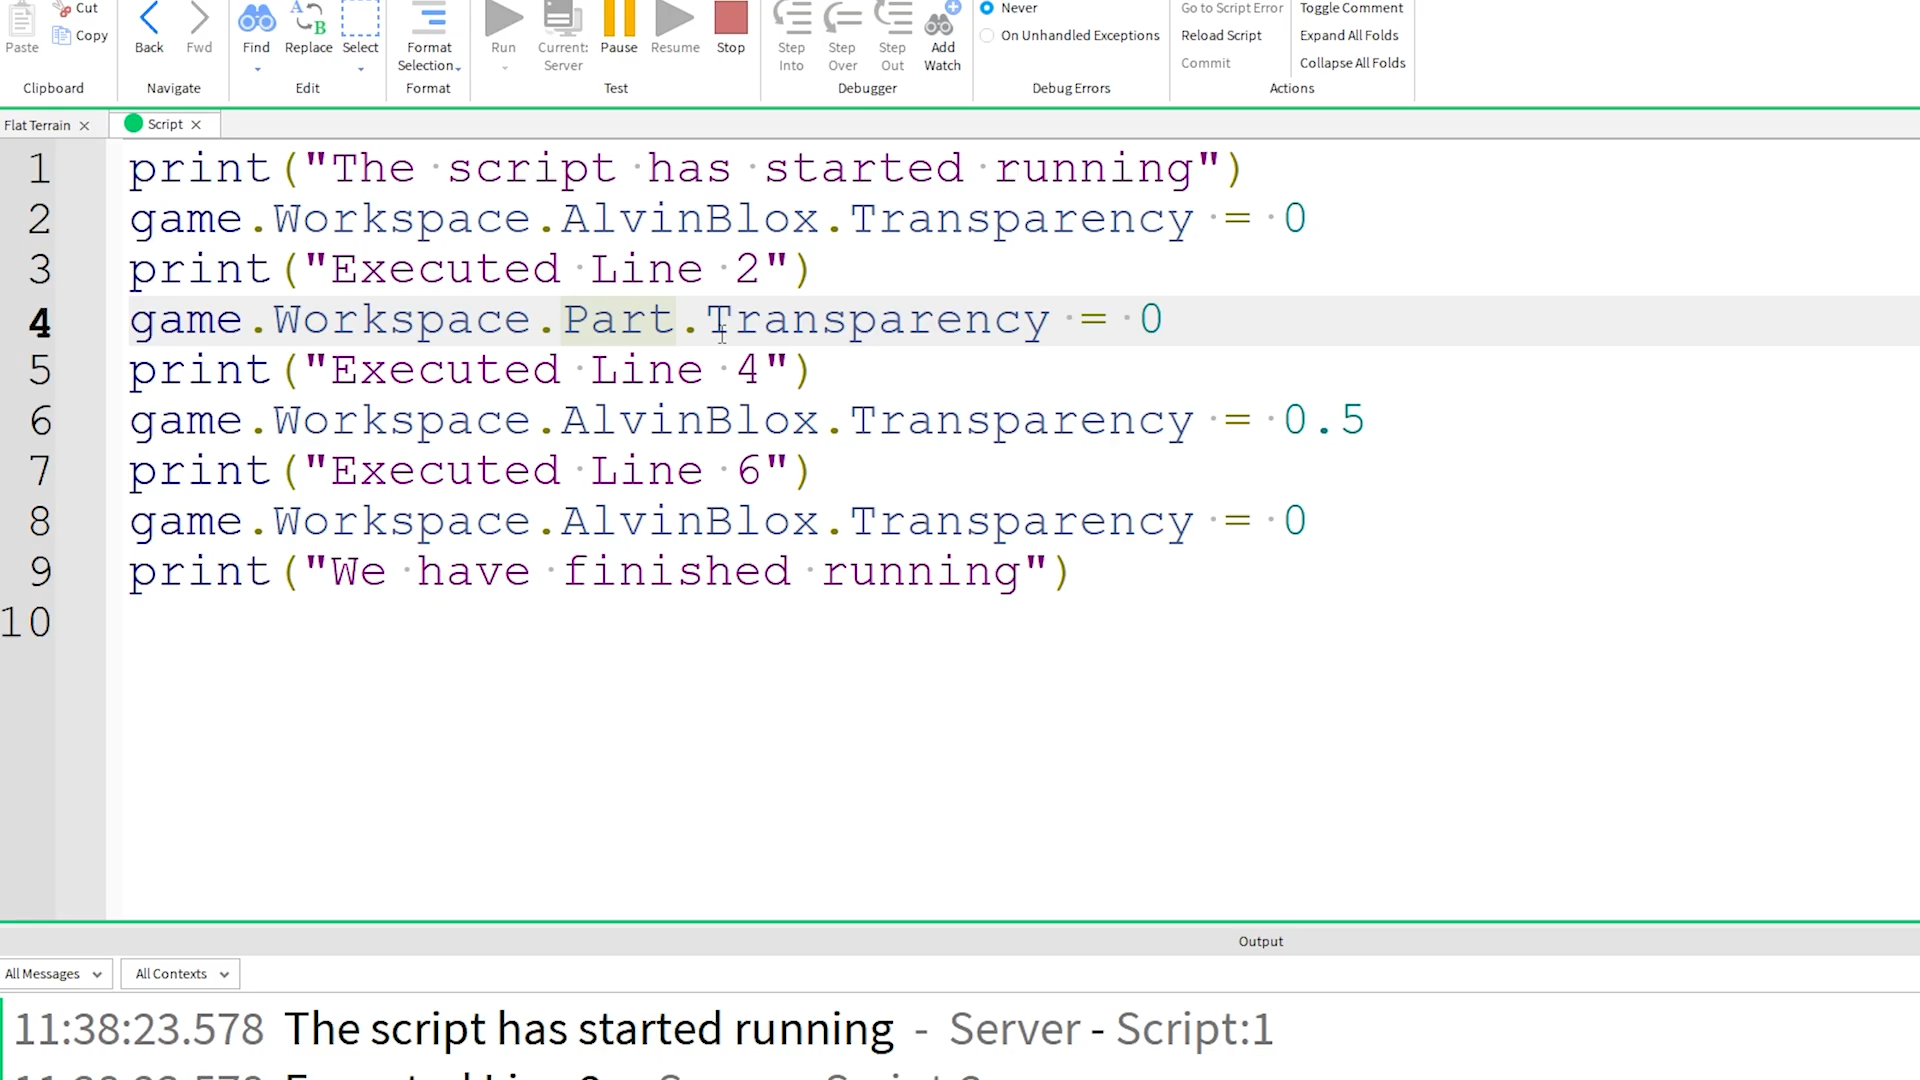 Cut
Paste
Copy
Clipboard
Back
Fwd
Navigate
Find
Replace
Select
Edit
Format Selection
Format
Run
Current: Server
Pause
Resume
Stop
Test
Step Into
Step Over
Step Out
Add Watch
Debugger
Never
On Unhandled Exceptions
Debug Errors
Go to Script Error
Reload Script
Commit
Toggle Comment
Expand All Folds
Collapse All Folds
Actions
Flat Terrain
Script
1 print("The script has started running")
2 game.Workspace.AlvinBlox.Transparency = 0
3 print("Executed Line 2")
4 game.Workspace.Part.Transparency = 0
5 print("Executed Line 4")
6 game.Workspace.AlvinBlox.Transparency = 0.5
7 print("Executed Line 6")
8 game.Workspace.AlvinBlox.Transparency = 0
9 print("We have finished running")
10
Output
All Messages
All Contexts
11:38:23.578 The script has started running - Server - Script:1